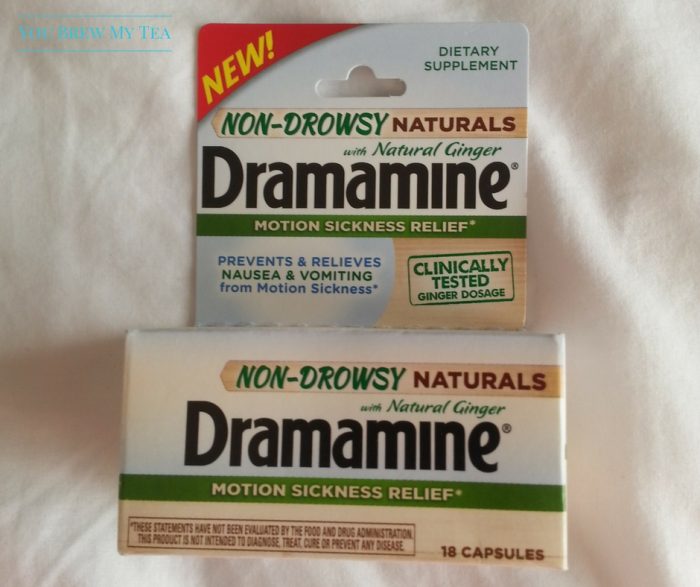 You Brew My Tea
NEW!
DIETARY
SUPPLEMENT
NON-DROWSY NATURALS
with Natural Ginger
Dramamine®
MOTION SICKNESS RELIEF*
PREVENTS & RELIEVES
NAUSEA & VOMITING
from Motion Sickness*
CLINICALLY
TESTED
GINGER DOSAGE
NON-DROWSY NATURALS
with Natural Ginger
Dramamine®
MOTION SICKNESS RELIEF*
*THESE STATEMENTS HAVE NOT BEEN EVALUATED BY THE FOOD AND DRUG ADMINISTRATION.
THIS PRODUCT IS NOT INTENDED TO DIAGNOSE, TREAT, CURE OR PREVENT ANY DISEASE.
18 CAPSULES